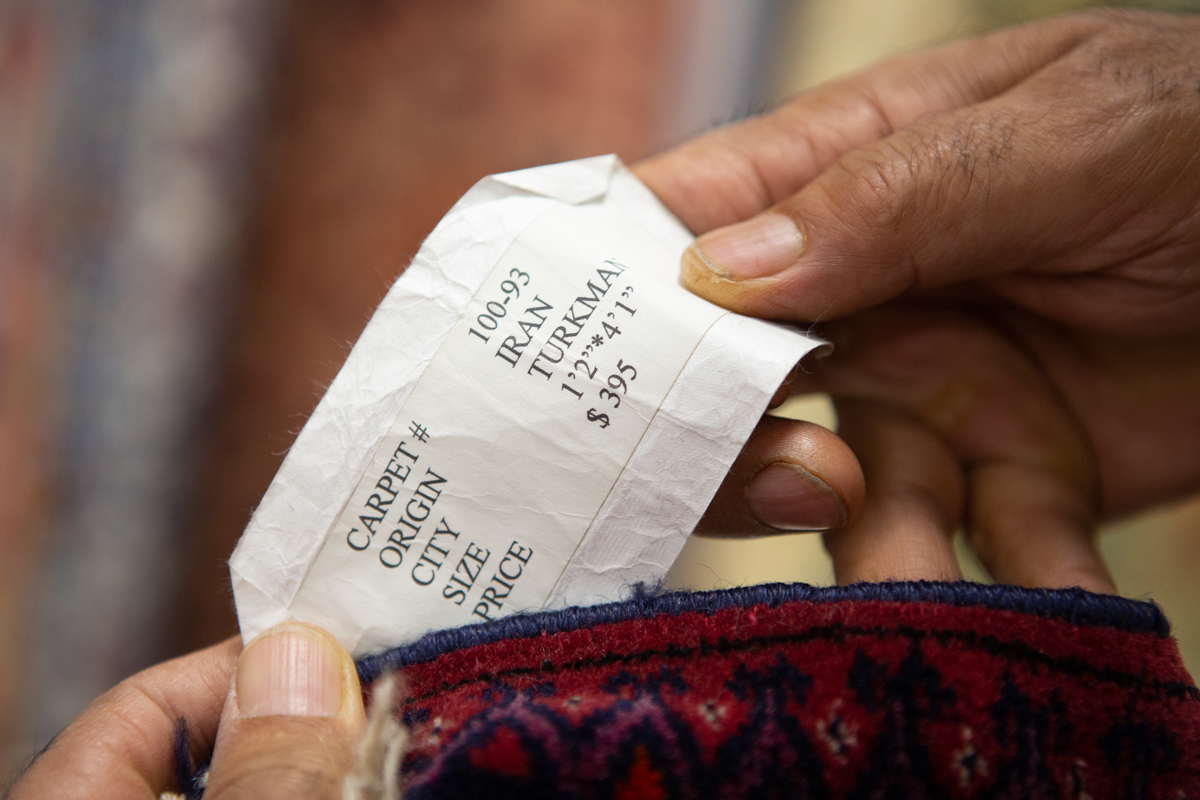 CARPET # 100-93
ORIGIN IRAN
CITY TURKMAN
SIZE 1’2”*4’1”
PRICE $ 395